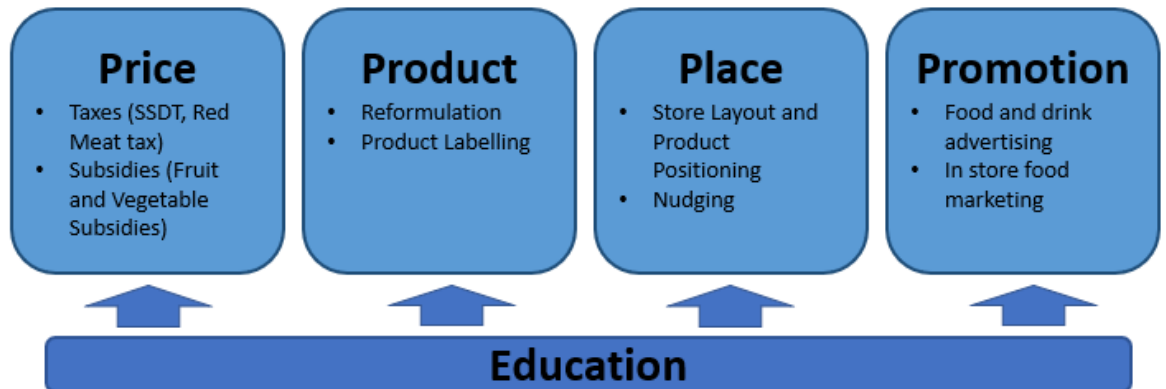 Price
• Taxes (SSDT, Red
Meat tax)
• Subsidies (Fruit
and Vegetable
Subsidies)
Product
• Reformulation
• Product Labelling
Place
• Store Layout and
Product
Positioning
• Nudging
Promotion
• Food and drink
advertising
• In store food
marketing
Education